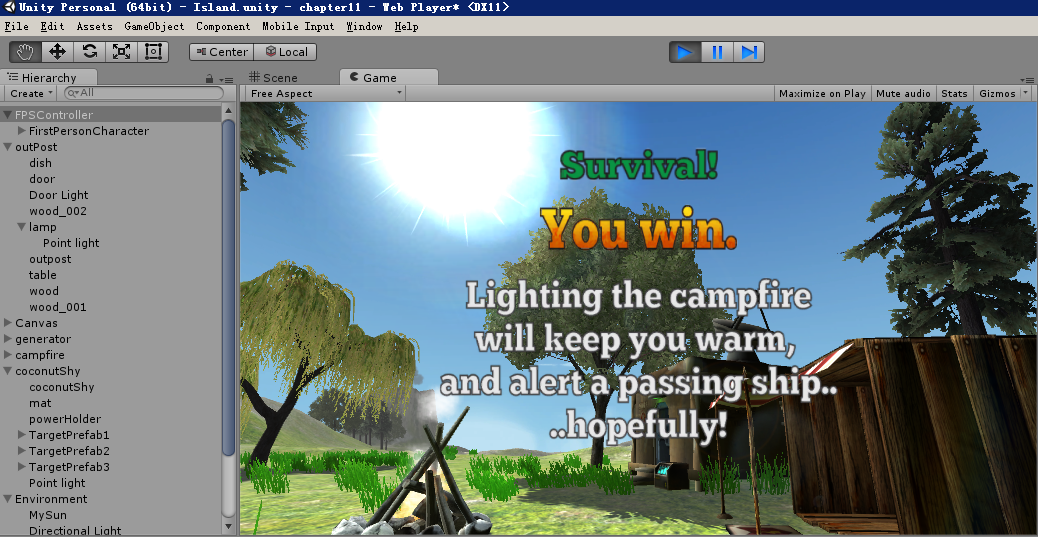 Unity Personal (64bit) - Island.unity - chapter11 - Web Player* <DX11>
File Edit Assets GameObject Component Mobile Input Window Help
Center Local
Hierarchy
Scene
Game
Create All
Free Aspect
Maximize on Play Mute audio Stats Gizmos
FPSController
FirstPersonCharacter
outPost
dish
door
Door Light
wood_002
lamp
Point light
outpost
table
wood
wood_001
Canvas
generator
campfire
coconutShy
coconutShy
mat
powerHolder
TargetPrefab1
TargetPrefab2
TargetPrefab3
Point light
Environment
MySun
Directional Light
Survival!
You win.
Lighting the campfire
will keep you warm,
and alert a passing ship..
..hopefully!